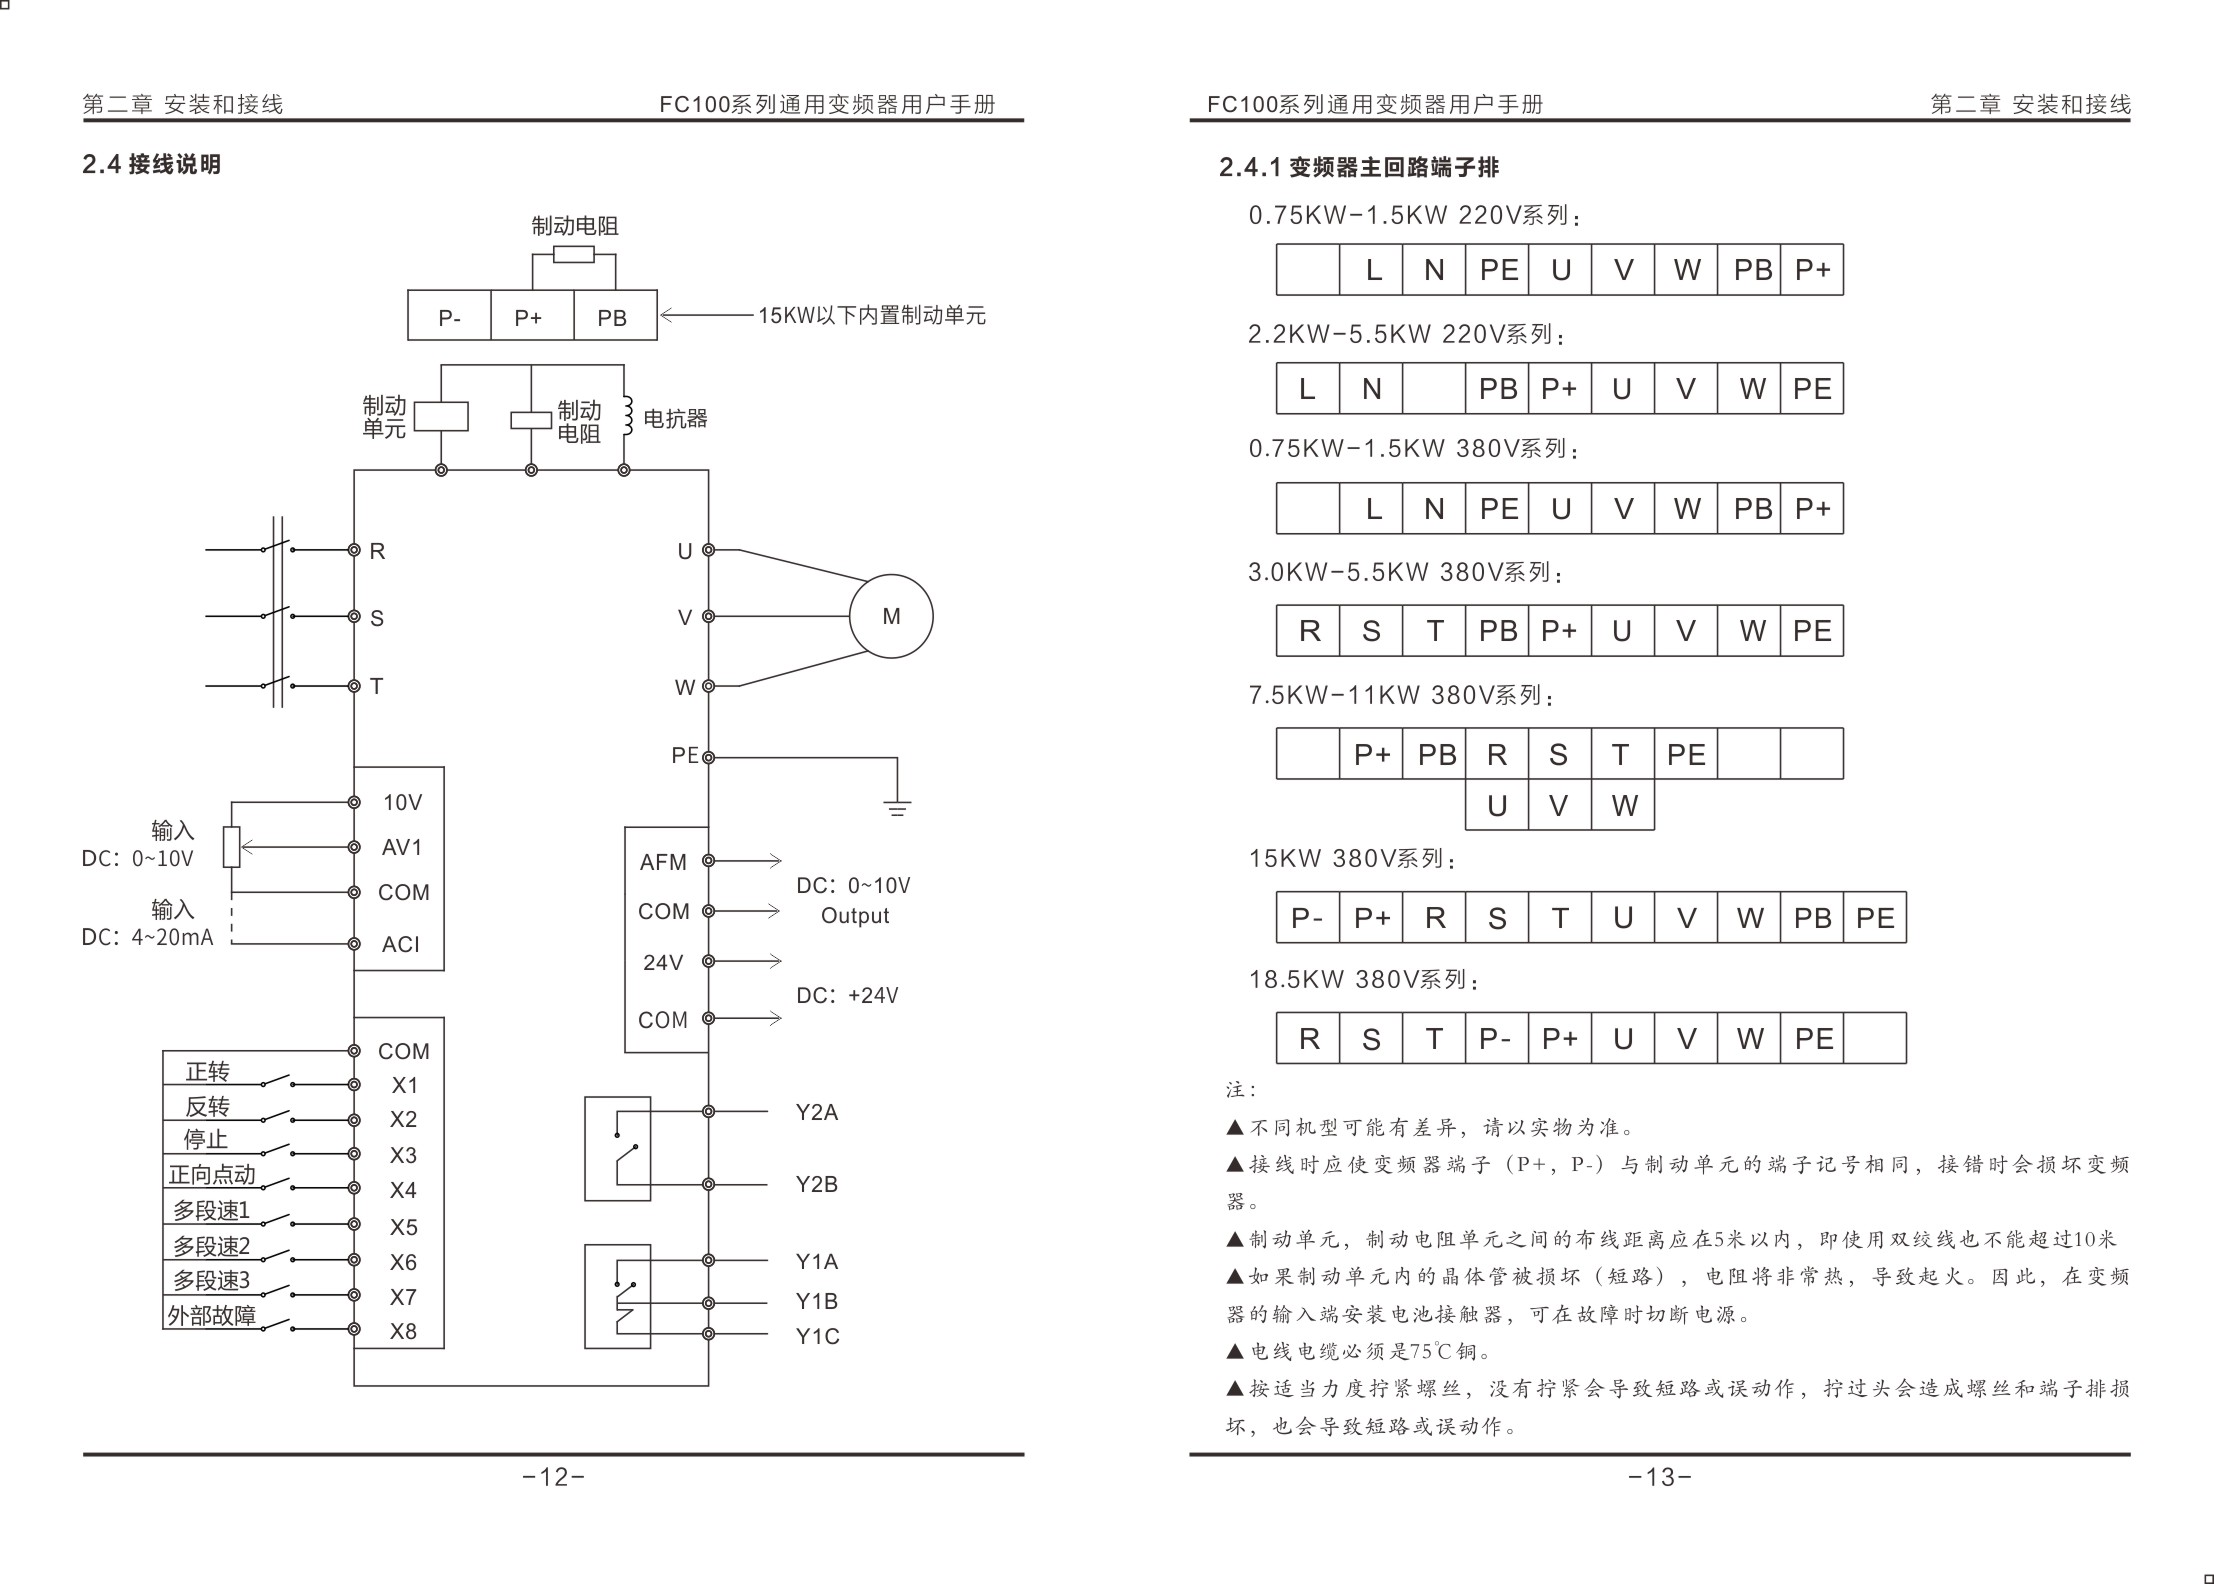 第二章 安装和接线
FC100系列通用变频器用户手册
2.4 接线说明
制动电阻
P-
P+
PB
15KW以下内置制动单元
制动
单元
制动
电阻
电抗器
R
S
T
U
V
W
PE
M
10V
AV1
COM
ACI
输入
DC：0~10V
输入
DC：4~20mA
AFM
COM
24V
COM
DC：0~10V
Output
DC：+24V
COM
正转
X1
反转
X2
停止
X3
正向点动
X4
多段速1
X5
多段速2
X6
多段速3
X7
外部故障
X8
Y2A
Y2B
Y1A
Y1B
Y1C
-12-
FC100系列通用变频器用户手册
第二章 安装和接线
2.4.1 变频器主回路端子排
0.75KW-1.5KW 220V系列：
L N PE U V W PB P+
2.2KW-5.5KW 220V系列：
L N PB P+ U V W PE
0.75KW-1.5KW 380V系列：
L N PE U V W PB P+
3.0KW-5.5KW 380V系列：
R S T PB P+ U V W PE
7.5KW-11KW 380V系列：
P+ PB R S T PE
U V W
15KW 380V系列：
P- P+ R S T U V W PB PE
18.5KW 380V系列：
R S T P- P+ U V W PE
注：
▲不同机型可能有差异，请以实物为准。
▲接线时应使变频器端子（P+，P-）与制动单元的端子记号相同，接错时会损坏变频
器。
▲制动单元，制动电阻单元之间的布线距离应在5米以内，即使用双绞线也不能超过10米
▲如果制动单元内的晶体管被损坏（短路），电阻将非常热，导致起火。因此，在变频
器的输入端安装电池接触器，可在故障时切断电源。
▲电线电缆必须是75℃铜。
▲按适当力度拧紧螺丝，没有拧紧会导致短路或误动作，拧过头会造成螺丝和端子排损
坏，也会导致短路或误动作。
-13-